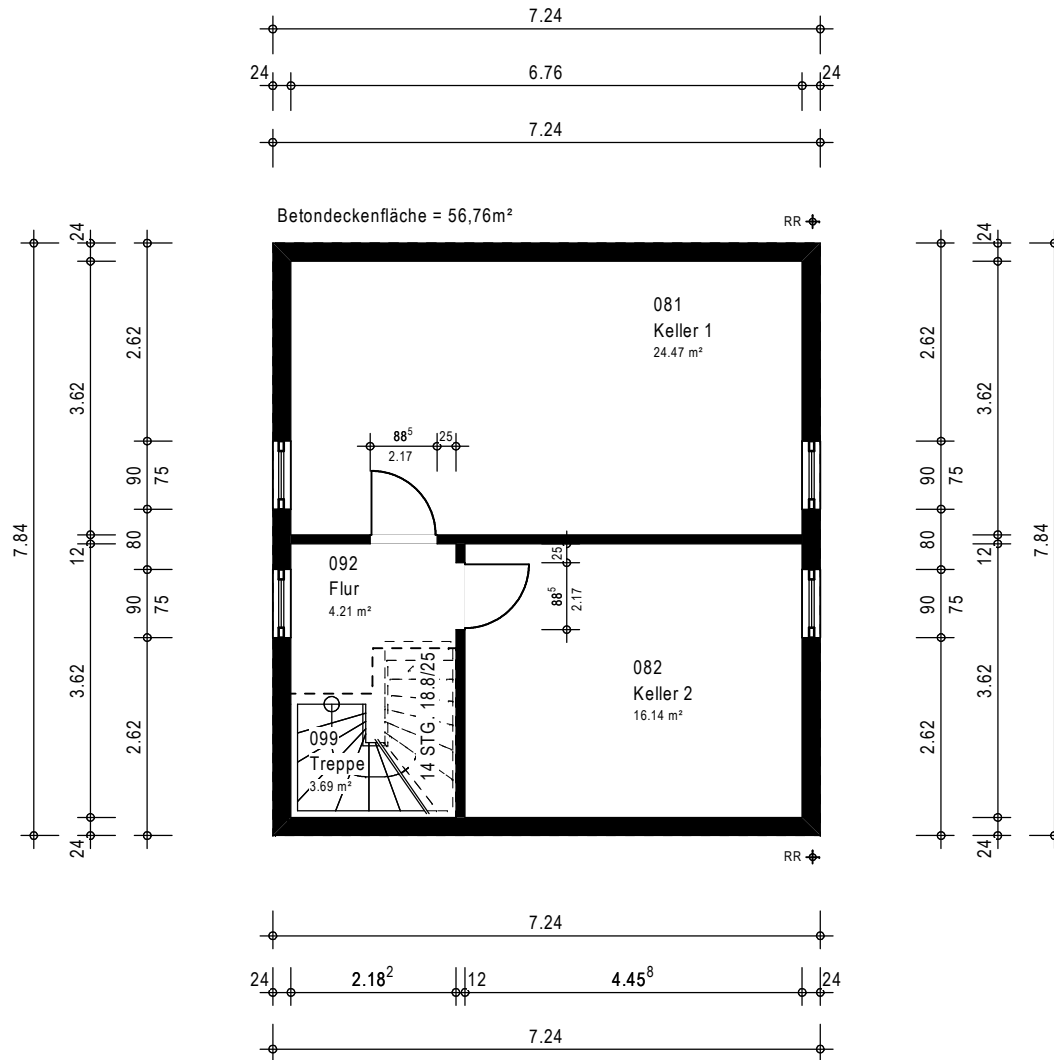 7.24
24 6.76 24
7.24
Betondeckenfläche = 56,76m²
RR
081
Keller 1
24.47 m²
88⁵ 25
2.17
092
Flur
4.21 m²
25
88⁵
2.17
082
Keller 2
16.14 m²
14 STG. 18.8/25
099
Treppe
3.69 m²
RR
7.84
24
3.62
12
3.62
24
2.62
90
75
80
90
75
2.62
2.62
90
75
80
90
75
2.62
24
3.62
12
3.62
24
7.84
7.24
24 2.18² 12 4.45⁸ 24
7.24